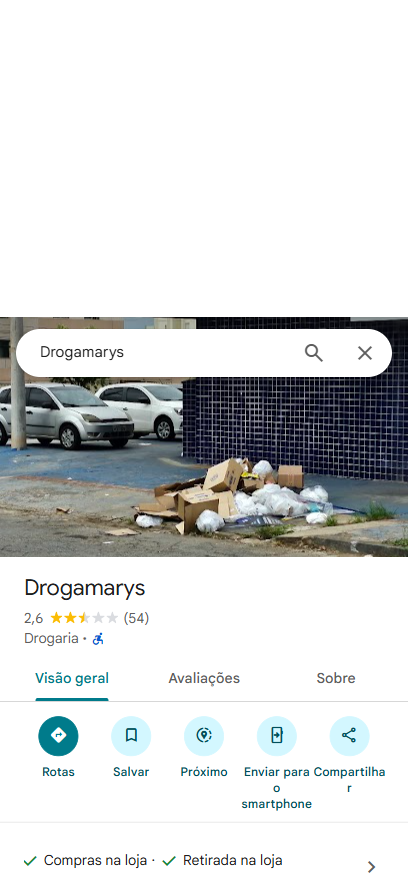 Drogamarys
Drogamarys
2,6 (54)
Drogaria ·
Visão geral Avaliações Sobre
Rotas Salvar Próximo Enviar para o smartphone Compartilhar
Compras na loja · Retirada na loja